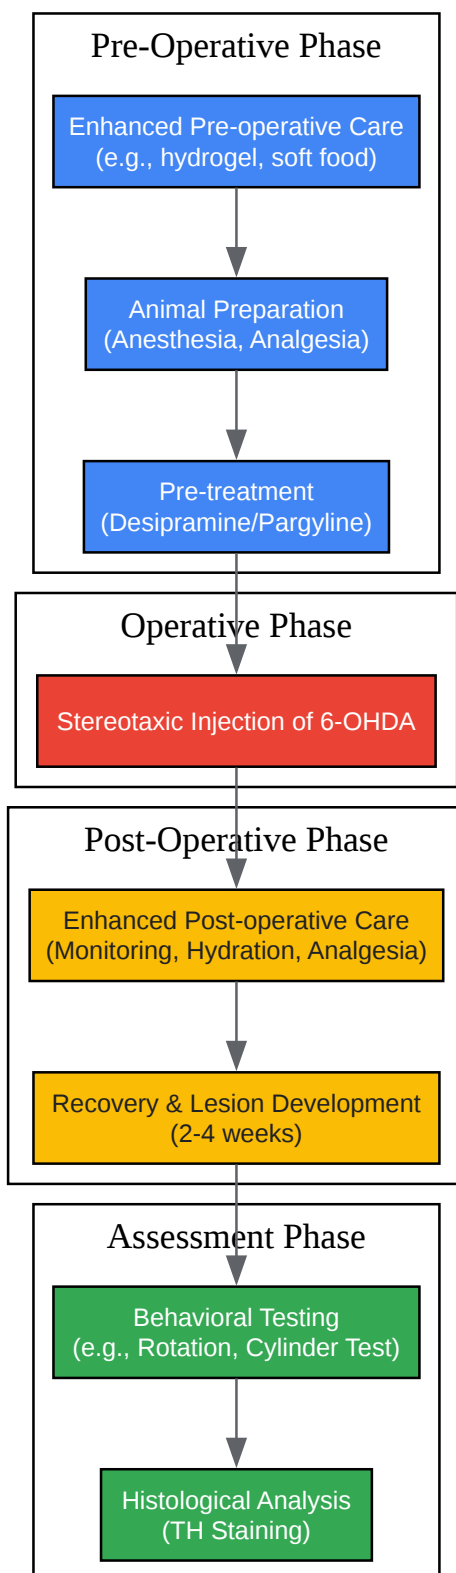 Pre-Operative Phase
Enhanced Pre-operative Care
(e.g., hydrogel, soft food)
Animal Preparation
(Anesthesia, Analgesia)
Pre-treatment
(Desipramine/Pargyline)
Operative Phase
Stereotaxic Injection of 6-OHDA
Post-Operative Phase
Enhanced Post-operative Care
(Monitoring, Hydration, Analgesia)
Recovery & Lesion Development
(2-4 weeks)
Assessment Phase
Behavioral Testing
(e.g., Rotation, Cylinder Test)
Histological Analysis
(TH Staining)